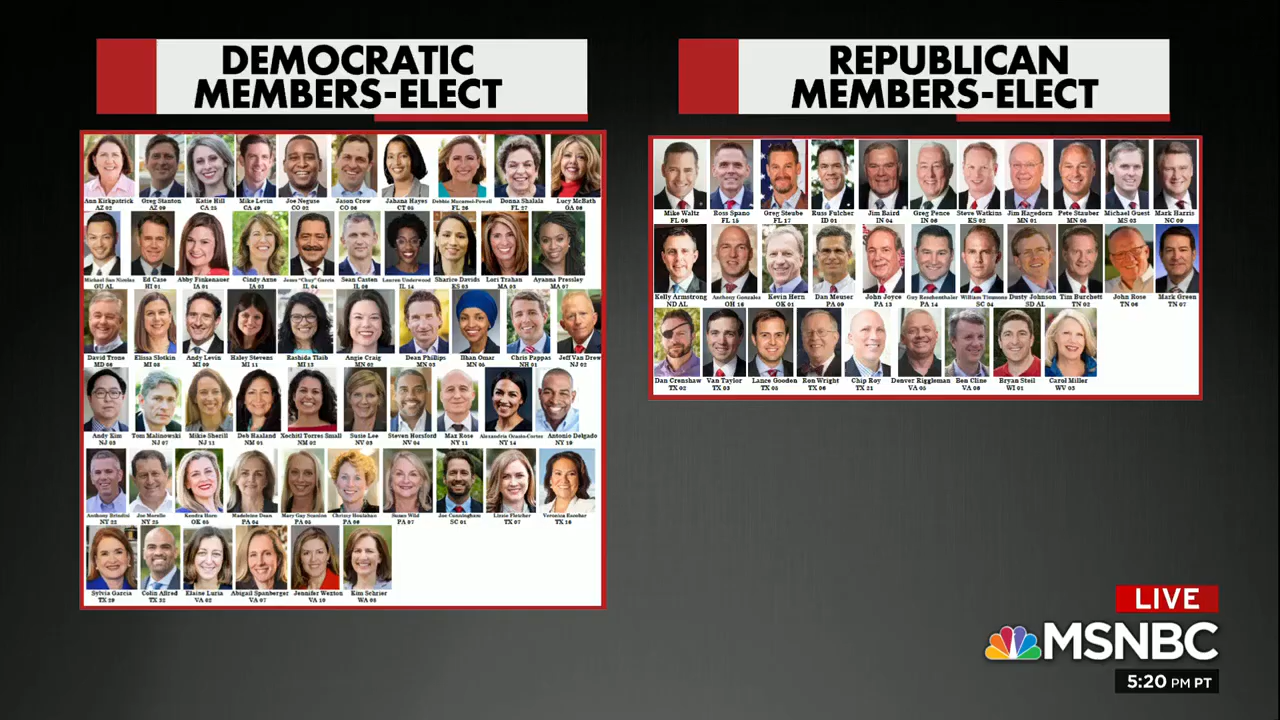 DEMOCRATIC
MEMBERS-ELECT
Ann Kirkpatrick Greg Stanton Katie Hill Mike Levin Joe Neguse Jason Crow Jahana Hayes Debbie Mucarsel-Powell Donna Shalala Lucy McBath
AZ 02 AZ 09 CA 25 CA 49 CO 02 CO 06 CT 05 FL 26 FL 27 GA 06
Michael San Nicolas Ed Case Abby Finkenauer Cindy Axne Jesus "Chuy" Garcia Sean Casten Lauren Underwood Sharice Davids Lori Trahan Ayanna Pressley
GU AL HI 01 IA 01 IA 03 IL 04 IL 06 IL 14 KS 03 MA 03 MA 07
David Trone Elissa Slotkin Andy Levin Haley Stevens Rashida Tlaib Angie Craig Dean Phillips Ilhan Omar Chris Pappas Jeff Van Drew
MD 06 MI 08 MI 09 MI 11 MI 13 MN 02 MN 03 MN 05 NH 01 NJ 02
Andy Kim Tom Malinowski Mikie Sherill Deb Haaland Xochitl Torres Small Susie Lee Steven Horsford Max Rose Alexandria Ocasio-Cortez Antonio Delgado
NJ 03 NJ 07 NJ 11 NM 01 NM 02 NV 03 NV 04 NY 11 NY 14 NY 19
Anthony Brindisi Joe Morelle Kendra Horn Madeleine Dean Mary Gay Scanlon Chrissy Houlahan Susan Wild Joe Cunningham Lizzie Fletcher Veronica Escobar
NY 22 NY 25 OK 05 PA 04 PA 05 PA 06 PA 07 SC 01 TX 07 TX 16
Sylvia Garcia Colin Allred Elaine Luria Abigail Spanberger Jennifer Wexton Kim Schrier
TX 29 TX 32 VA 02 VA 07 VA 10 WA 08
REPUBLICAN
MEMBERS-ELECT
Mike Waltz Ross Spano Greg Steube Russ Fulcher Jim Baird Greg Pence Steve Watkins Jim Hagedorn Pete Stauber Michael Guest Mark Harris
FL 06 FL 15 FL 17 ID 01 IN 04 IN 06 KS 02 MN 01 MN 08 MS 03 NC 09
Kelly Armstrong Anthony Gonzalez Kevin Hern Dan Meuser John Joyce Guy Reschenthaler William Timmons Dusty Johnson Tim Burchett John Rose Mark Green
ND AL OH 16 OK 01 PA 09 PA 13 PA 14 SC 04 SD AL TN 02 TN 06 TN 07
Dan Crenshaw Van Taylor Lance Gooden Ron Wright Chip Roy Denver Riggleman Ben Cline Bryan Steil Carol Miller
TX 02 TX 03 TX 05 TX 06 TX 21 VA 05 VA 06 WI 01 WV 03
LIVE
MSNBC
5:20 PM PT